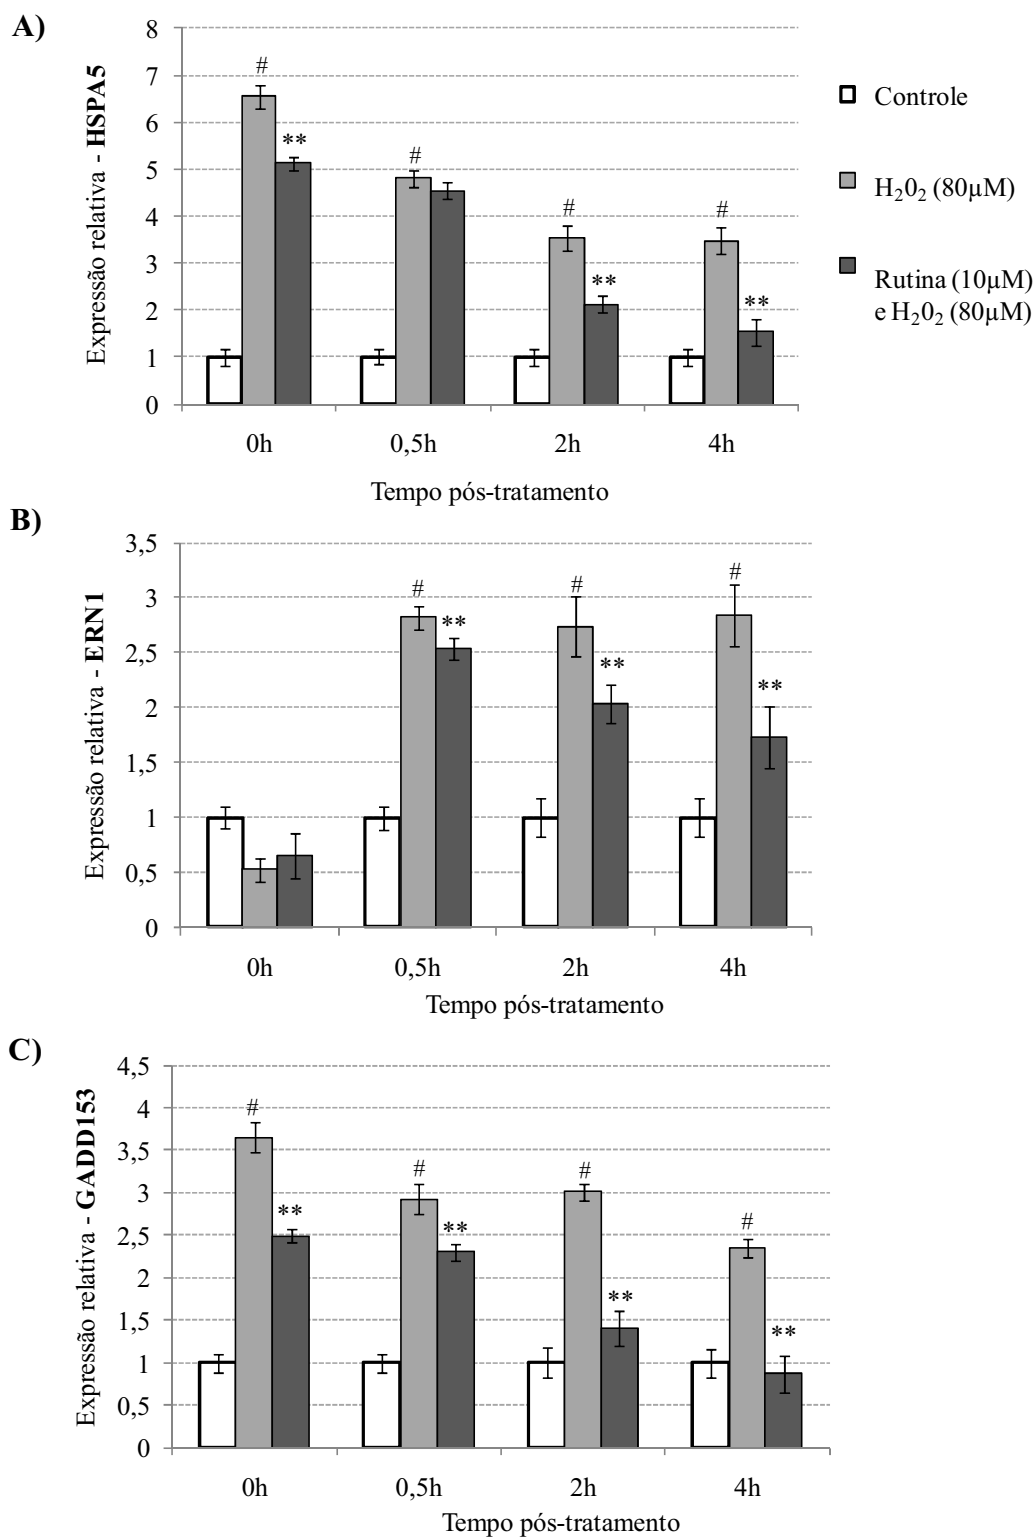 A)
Expressão relativa - HSPA5
8
7
6
5
4
3
2
1
0
#
**
#
#
**
#
**
0h
0,5h
2h
4h
Tempo pós-tratamento
Controle
H₂0₂ (80µM)
Rutina (10µM)
e H₂0₂ (80µM)
B)
Expressão relativa - ERN1
3,5
3
2,5
2
1,5
1
0,5
0
#
**
#
**
#
**
0h
0,5h
2h
4h
Tempo pós-tratamento
C)
Expressão relativa - GADD153
4,5
4
3,5
3
2,5
2
1,5
1
0,5
0
#
**
#
**
#
**
#
**
0h
0,5h
2h
4h
Tempo pós-tratamento